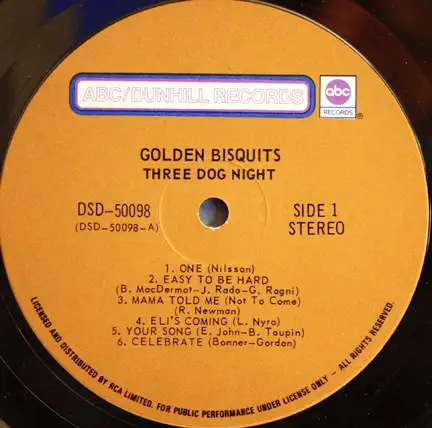 ABC/DUNHILL RECORDS
abc
RECORDS
®
GOLDEN BISQUITS
THREE DOG NIGHT
DSD-50098
(DSD-50098-A)
SIDE 1
STEREO
1. ONE (Nilsson)
2. EASY TO BE HARD
(B. MacDermot-J. Rado-G. Ragni)
3. MAMA TOLD ME (Not To Come)
(R. Newman)
4. ELI'S COMING (L. Nyro)
5. YOUR SONG (E. John-B. Taupin)
6. CELEBRATE (Bonner-Gordon)
LICENSED AND DISTRIBUTED BY RCA LIMITED. FOR PUBLIC PERFORMANCE UNDER LICENSE ONLY - ALL RIGHTS RESERVED.